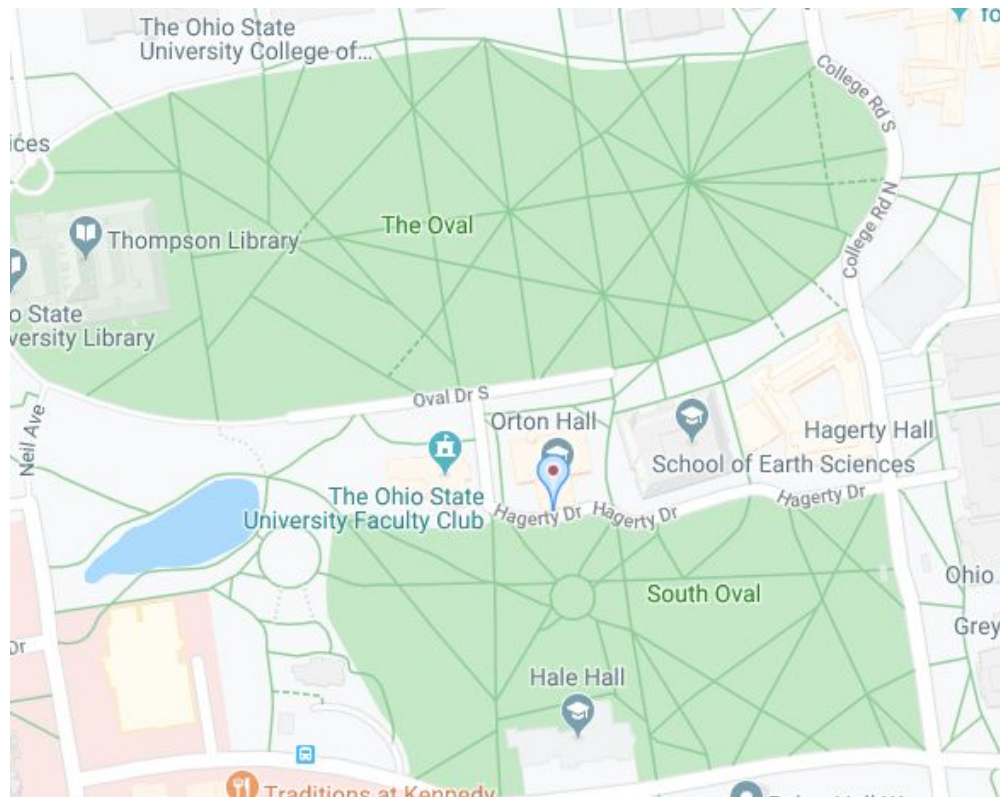 The Ohio State
University College of...
fo
College Rd S
ices
College Rd N
The Oval
Thompson Library
o State
versity Library
Oval Dr S
Neil Ave
Orton Hall
Hagerty Hall
School of Earth Sciences
The Ohio State
University Faculty Club
Hagerty Dr
Hagerty Dr
Hagerty Dr
South Oval
Ohio
Grey
Dr
Hale Hall
Traditions at Kennedy